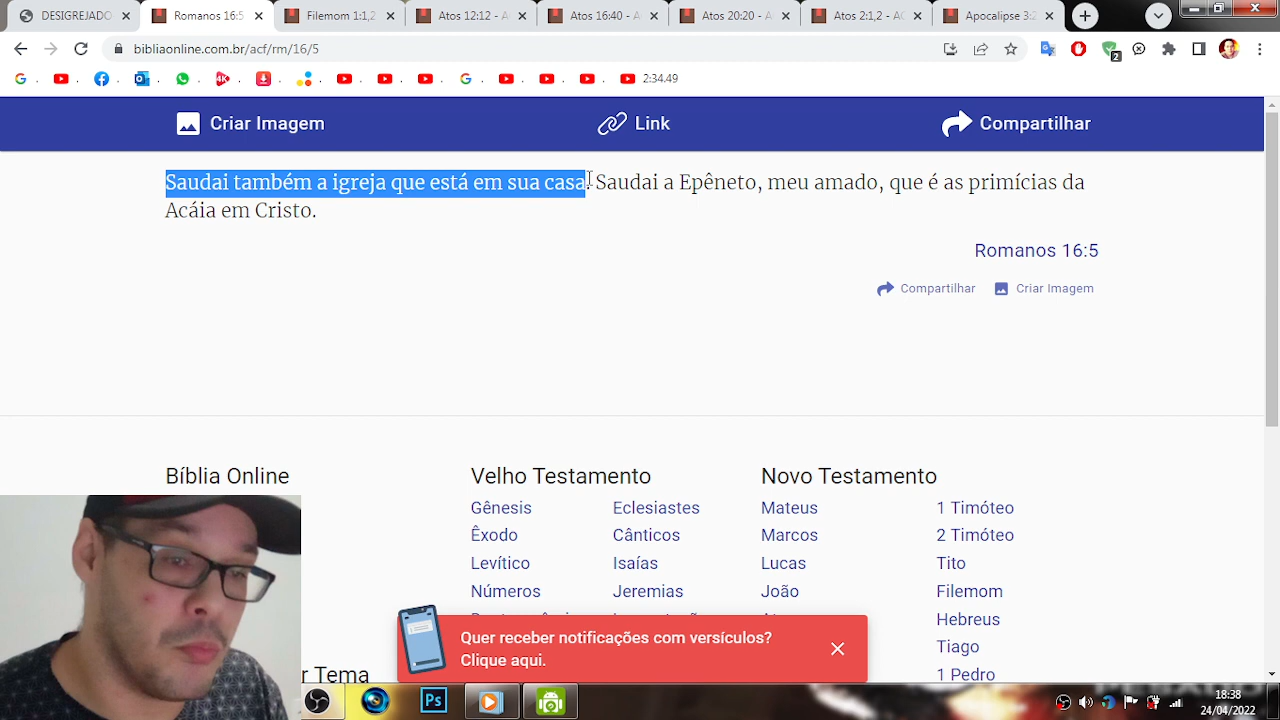 DESIGREJADO
Romanos 16:5
Filemom 1:1,2
Atos 12:12 - A
Atos 16:40 - A
Atos 20:20 - A
Atos 2:1,2 - AC
Apocalipse 3:2
bibliaonline.com.br/acf/rm/16/5
2
2:34.49
Criar Imagem
Link
Compartilhar
Saudai também a igreja que está em sua casa. Saudai a Epêneto, meu amado, que é as primícias da
Acáia em Cristo.
Romanos 16:5
Compartilhar
Criar Imagem
Bíblia Online
Velho Testamento
Novo Testamento
Gênesis
Eclesiastes
Mateus
1 Timóteo
Êxodo
Cânticos
Marcos
2 Timóteo
Levítico
Isaías
Lucas
Tito
Números
Jeremias
João
Filemom
Hebreus
Quer receber notificações com versículos?
Clique aqui.
Tiago
r Tema
1 Pedro
Ps
18:38
24/04/2022